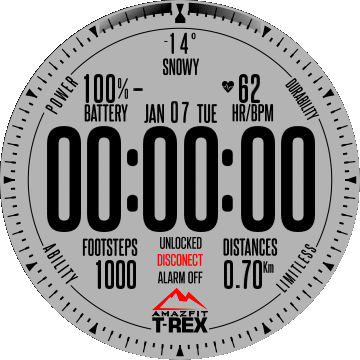 -14°
SNOWY
POWER
DURABILITY
100%-
62
BATTERY
JAN 07 TUE
HR/BPM
00:00:00
FOOTSTEPS
UNLOCKED
DISTANCES
DISCONECT
1000
0.70Km
ALARM OFF
ABILITY
LIMITLESS
AMAZFIT
T-REX